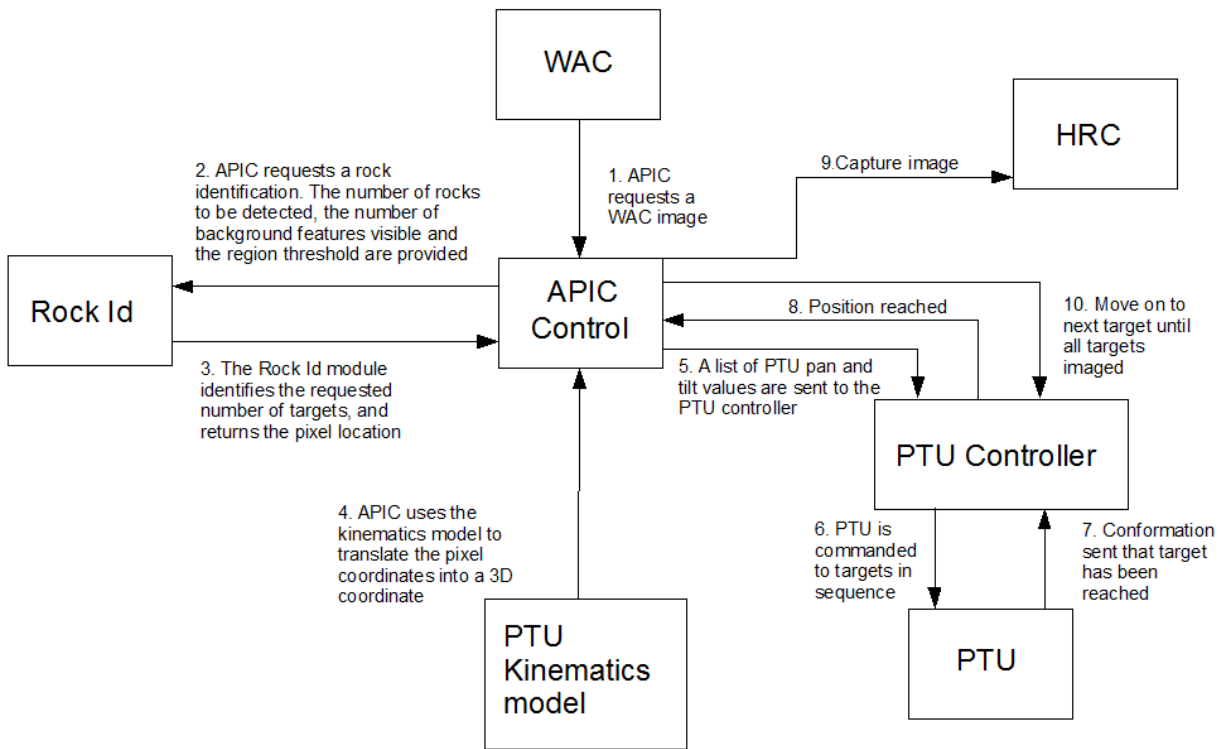 WAC
HRC
9.Capture image
2. APIC requests a rock
identification. The number of rocks
to be detected, the number of
background features visible and
the region threshold are provided
1. APIC
requests a
WAC image
Rock Id
APIC
Control
8. Position reached
10. Move on to
next target until
all targets
imaged
3. The Rock Id module
identifies the requested
number of targets, and
returns the pixel location
5. A list of PTU pan and
tilt values are sent to the
PTU controller
PTU Controller
4. APIC uses the
kinematics model to
translate the pixel
coordinates into a 3D
coordinate
6. PTU is
commanded
to targets in
sequence
7. Conformation
sent that target
has been
reached
PTU
Kinematics
model
PTU